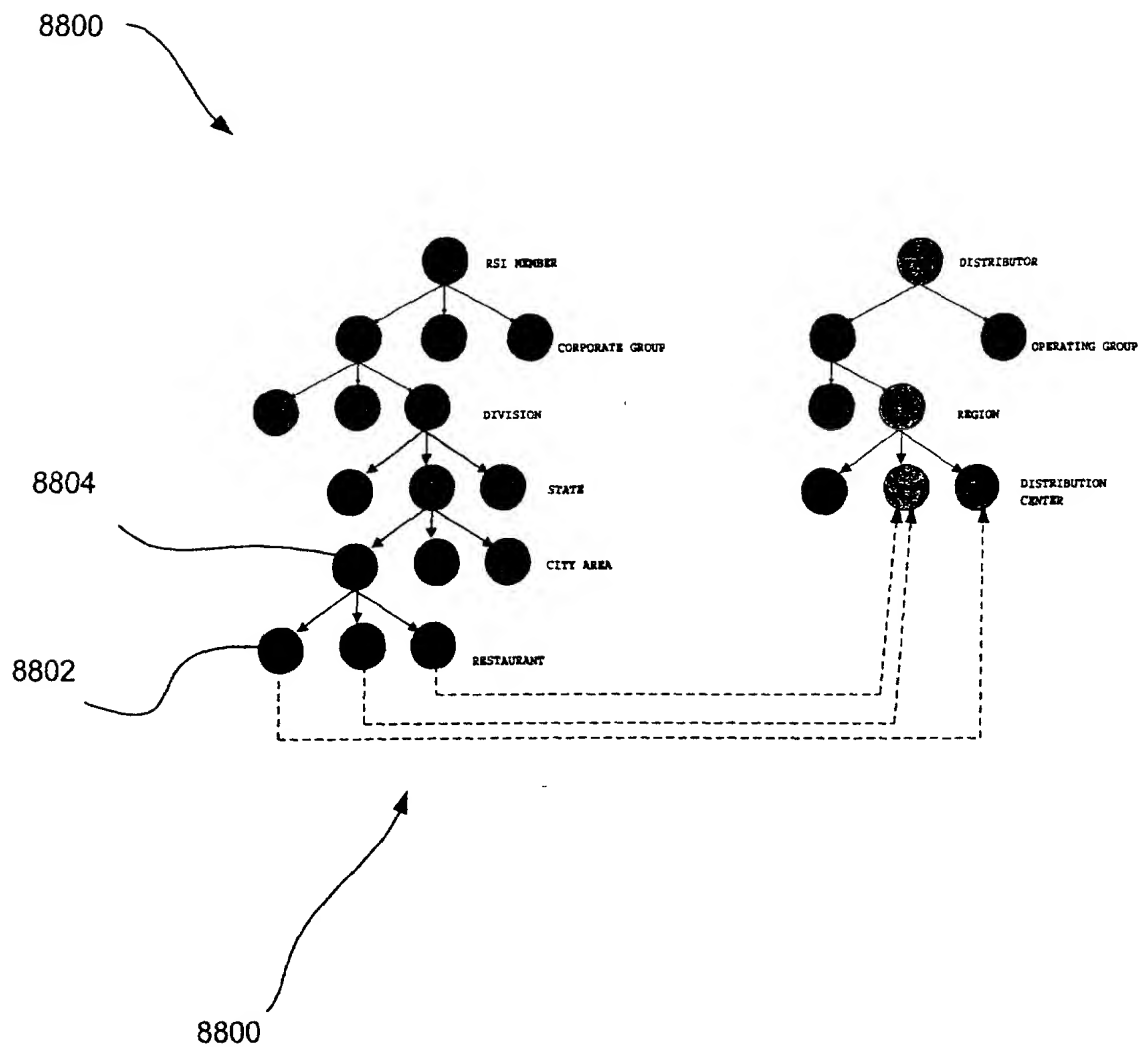 8800
RSI MEMBER
DISTRIBUTOR
CORPORATE GROUP
OPERATING GROUP
DIVISION
REGION
8804
STATE
DISTRIBUTION
CENTER
CITY AREA
8802
RESTAURANT
8800